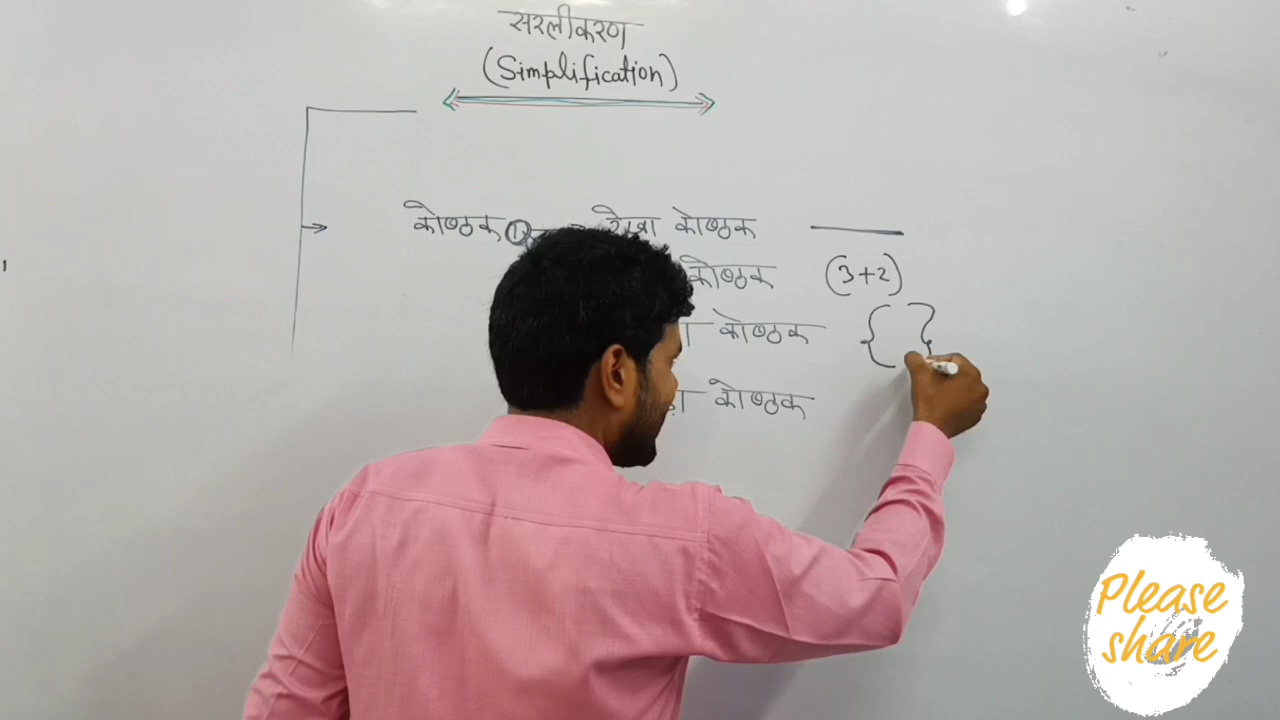 सरलीकरण
(Simplification)
कोष्ठक ① रेखा कोष्ठक
कोष्ठक (3+2)
कोष्ठक { }
कोष्ठक
Please
share